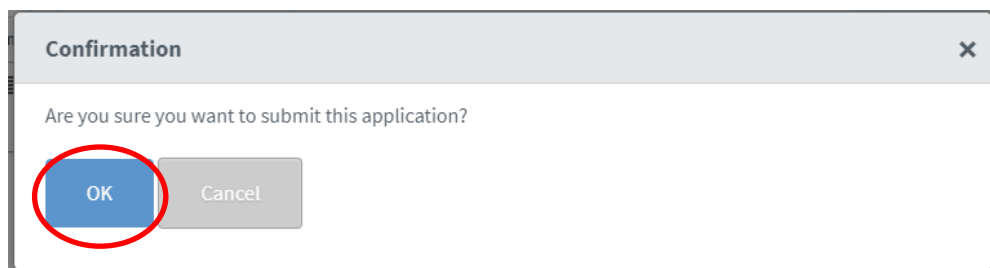 Confirmation
Are you sure you want to submit this application?
OK
Cancel